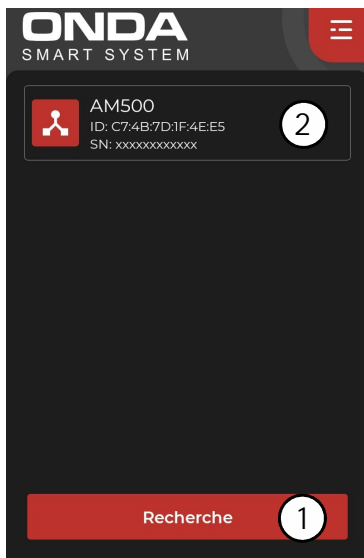 ONDA
SMART SYSTEM
AM500
ID: C7:4B:7D:1F:4E:E5
SN: xxxxxxxxxxxx
2
Recherche
1